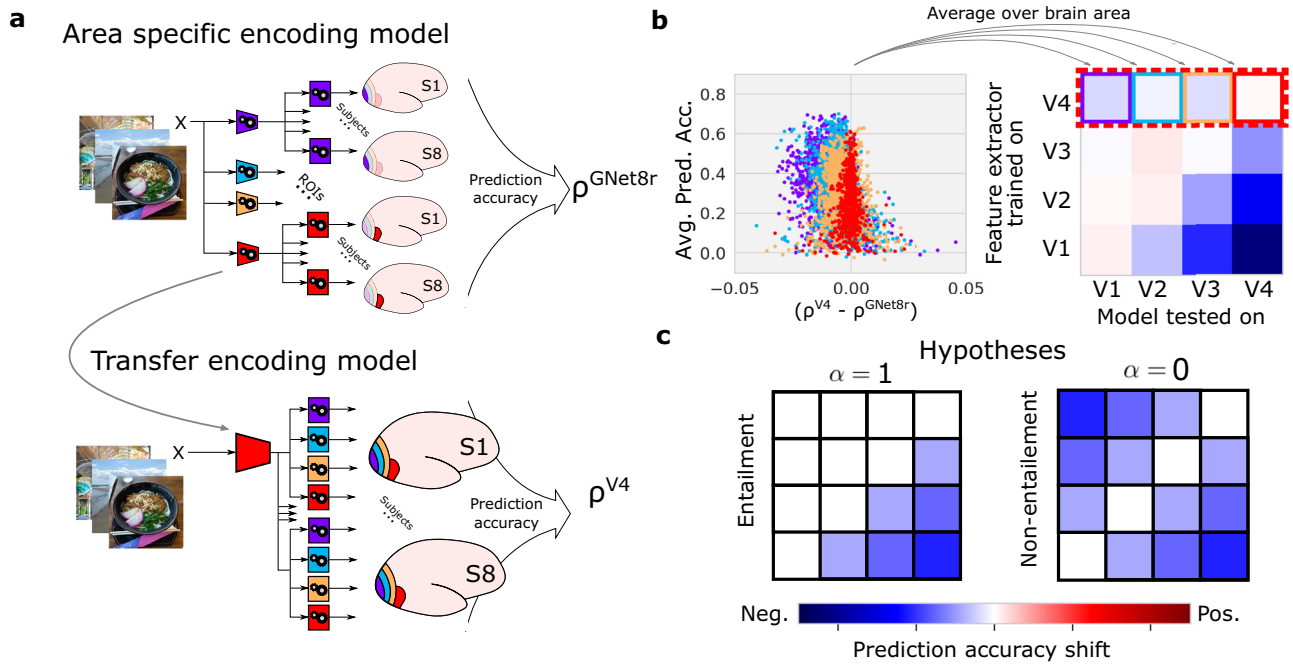 a
Area specific encoding model
X
ROIs
...
Subjects
...
Subjects
...
S1
S8
S1
S8
Prediction
accuracy
ρ^GNet8r
Transfer encoding model
X
Subjects
...
S1
S8
Prediction
accuracy
ρ^V4
b
Average over brain area
Avg. Pred. Acc.
0.8
0.6
0.4
0.2
0.0
−0.05
0.00
0.05
(ρ^V4 - ρ^GNet8r)
Feature extractor
trained on
V4
V3
V2
V1
V1 V2 V3 V4
Model tested on
c
Hypotheses
α = 1
α = 0
Entailment
Non-entailement
Neg.
Pos.
Prediction accuracy shift